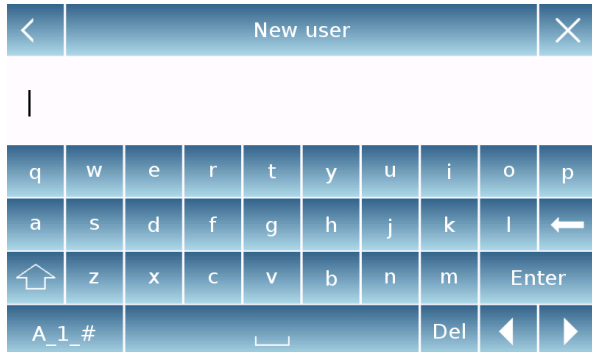 New user
q w e r t y u i o p
a s d f g h j k l
z x c v b n m Enter
A_1_# Del